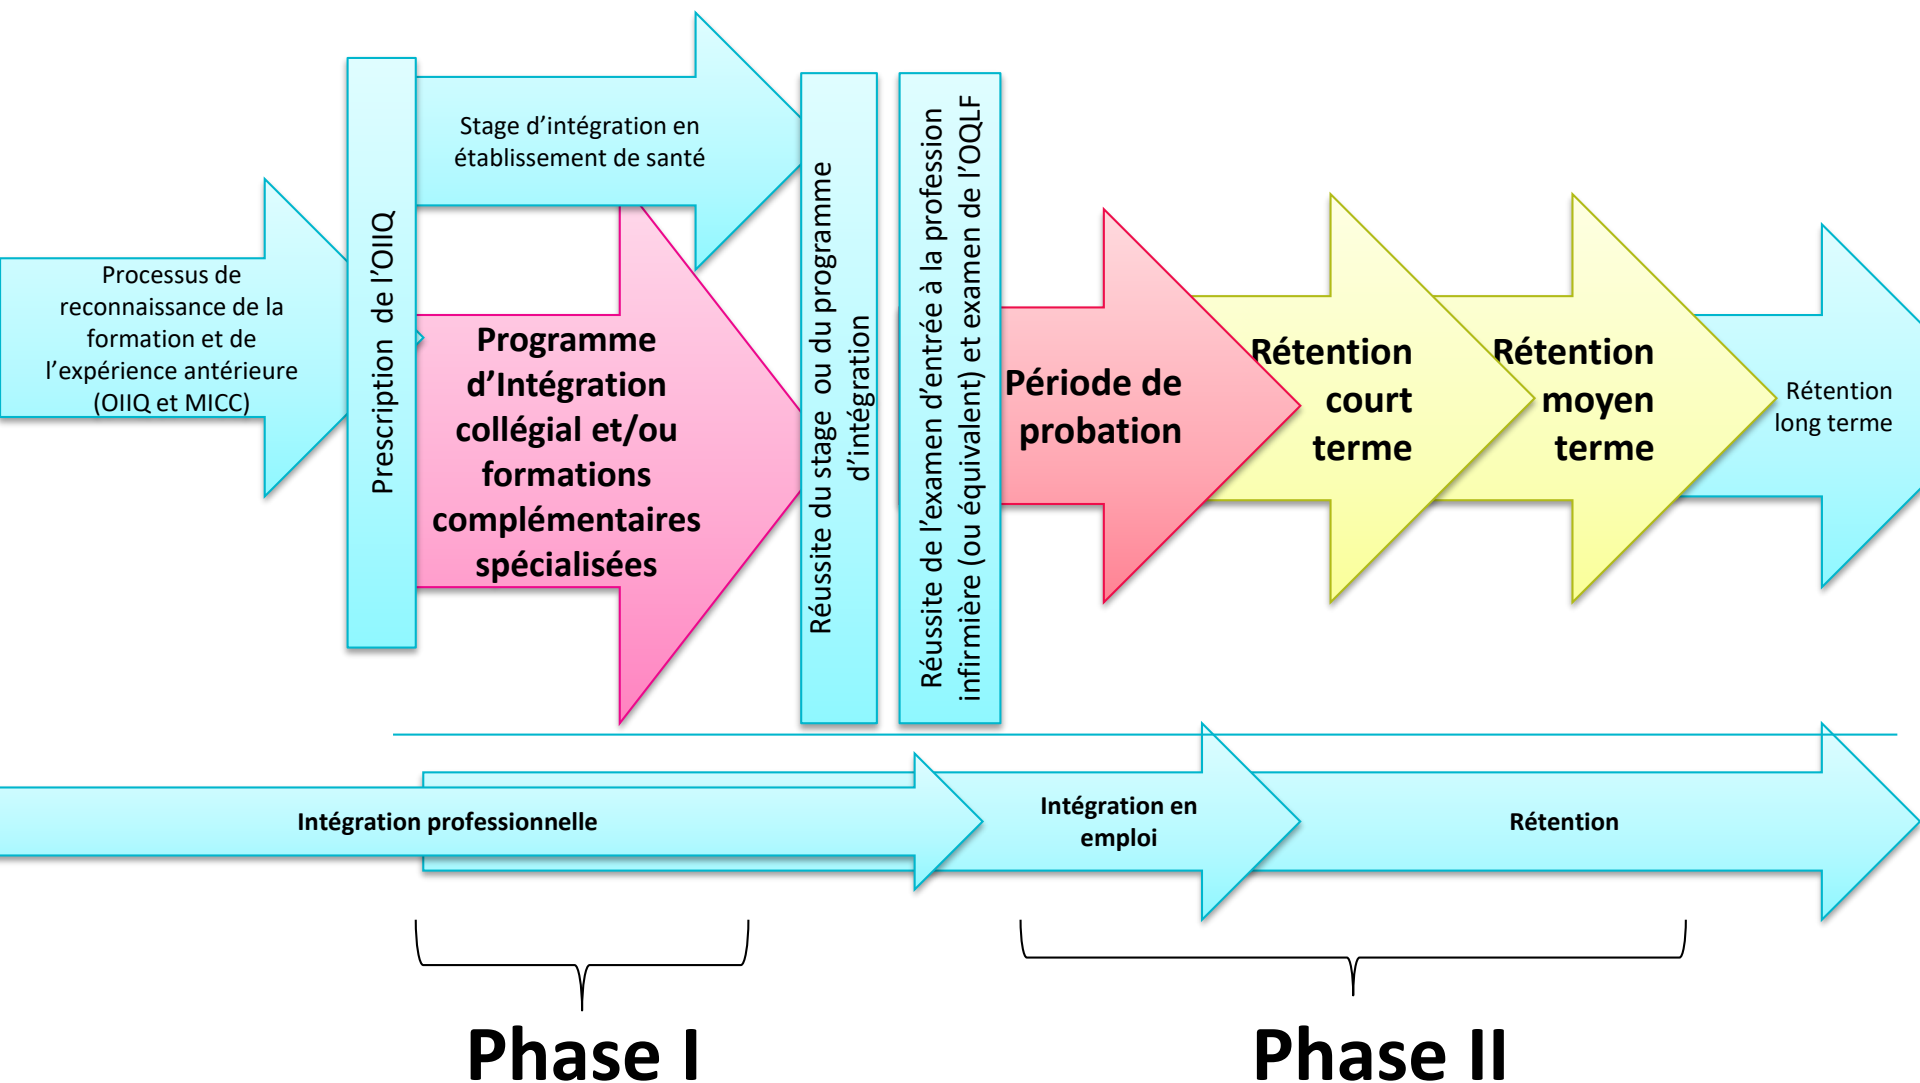 Processus de
reconnaissance de la
formation et de
l'expérience antérieure
(OIIQ et MICC)
Prescription de l'OIIQ
Stage d'intégration en
établissement de santé
Programme
d'Intégration
collégial et/ou
formations
complémentaires
spécialisées
Réussite du stage ou du programme
d'intégration
Réussite de l'examen d'entrée à la profession
infirmière (ou équivalent) et examen de l'OQLF
Période de
probation
Rétention
court
terme
Rétention
moyen
terme
Rétention
long terme
Intégration professionnelle
Intégration en
emploi
Rétention
Phase I
Phase II